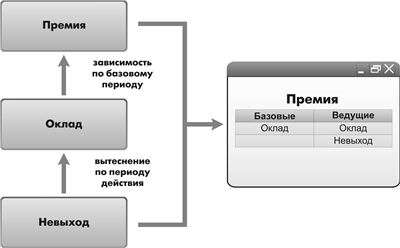 Премия
зависимость
по базовому
периоду
Оклад
вытеснение
по периоду
действия
Невыход
Премия
Базовые Ведущие
Оклад Оклад
Невыход